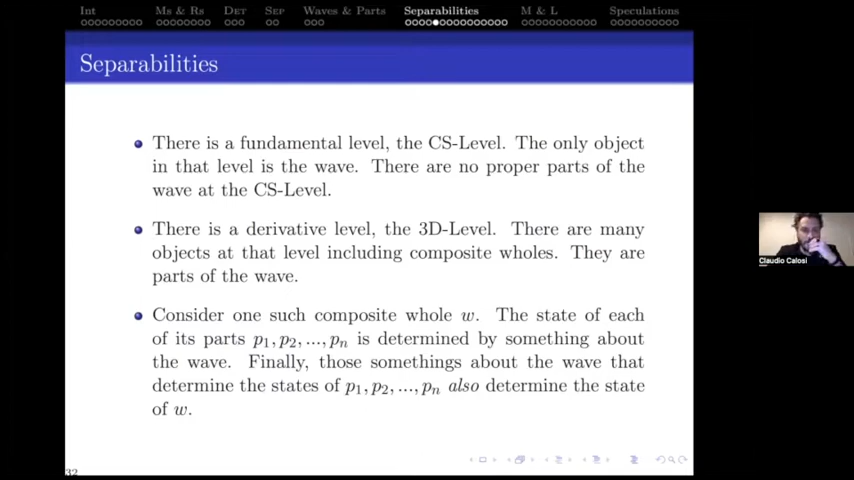 Int Ms & Rs Det Sep Waves & Parts Separabilities M & L Speculations
Separabilities
There is a fundamental level, the CS-Level. The only object
in that level is the wave. There are no proper parts of the
wave at the CS-Level.
There is a derivative level, the 3D-Level. There are many
objects at that level including composite wholes. They are
parts of the wave.
Consider one such composite whole w. The state of each
of its parts p₁, p₂, ..., pₙ is determined by something about
the wave. Finally, those somethings about the wave that
determine the states of p₁, p₂, ..., pₙ also determine the state
of w.
Claudio Calosi
32